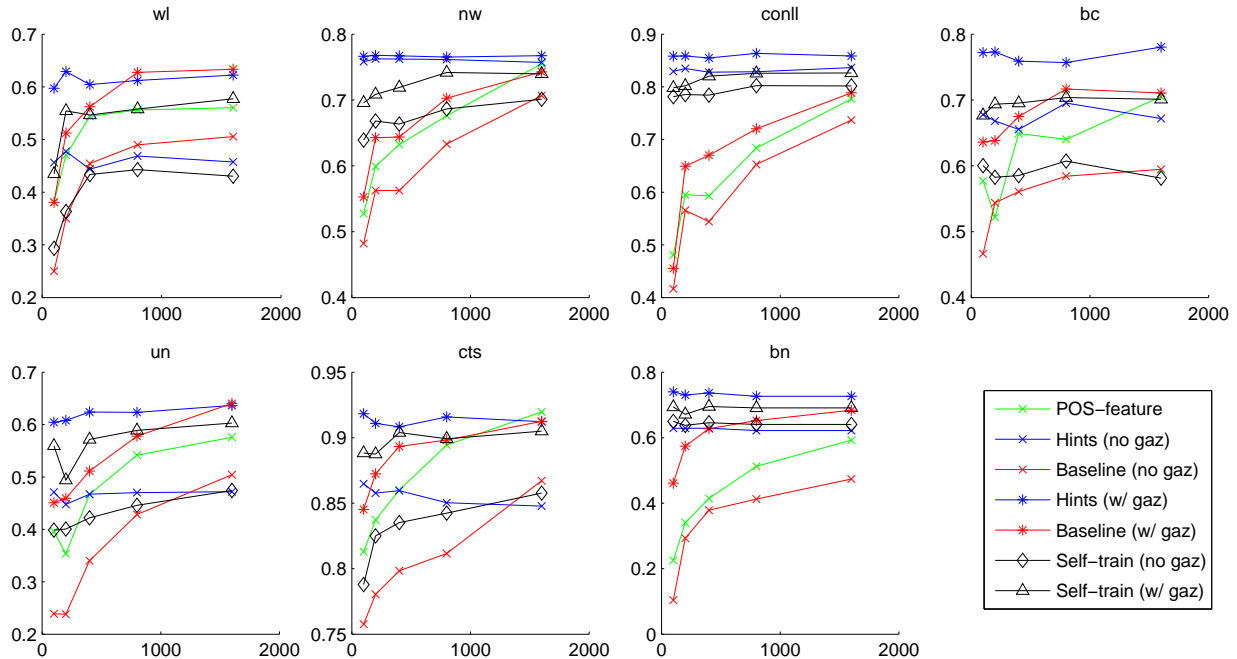 wl
0.7
0.6
0.5
0.4
0.3
0.2
0 1000 2000
nw
0.8
0.7
0.6
0.5
0.4
0 1000 2000
conll
0.9
0.8
0.7
0.6
0.5
0.4
0 1000 2000
bc
0.8
0.7
0.6
0.5
0.4
0 1000 2000
un
0.7
0.6
0.5
0.4
0.3
0.2
0 1000 2000
cts
0.95
0.9
0.85
0.8
0.75
0 1000 2000
bn
0.8
0.6
0.4
0.2
0
0 1000 2000
POS−feature
Hints (no gaz)
Baseline (no gaz)
Hints (w/ gaz)
Baseline (w/ gaz)
Self−train (no gaz)
Self−train (w/ gaz)